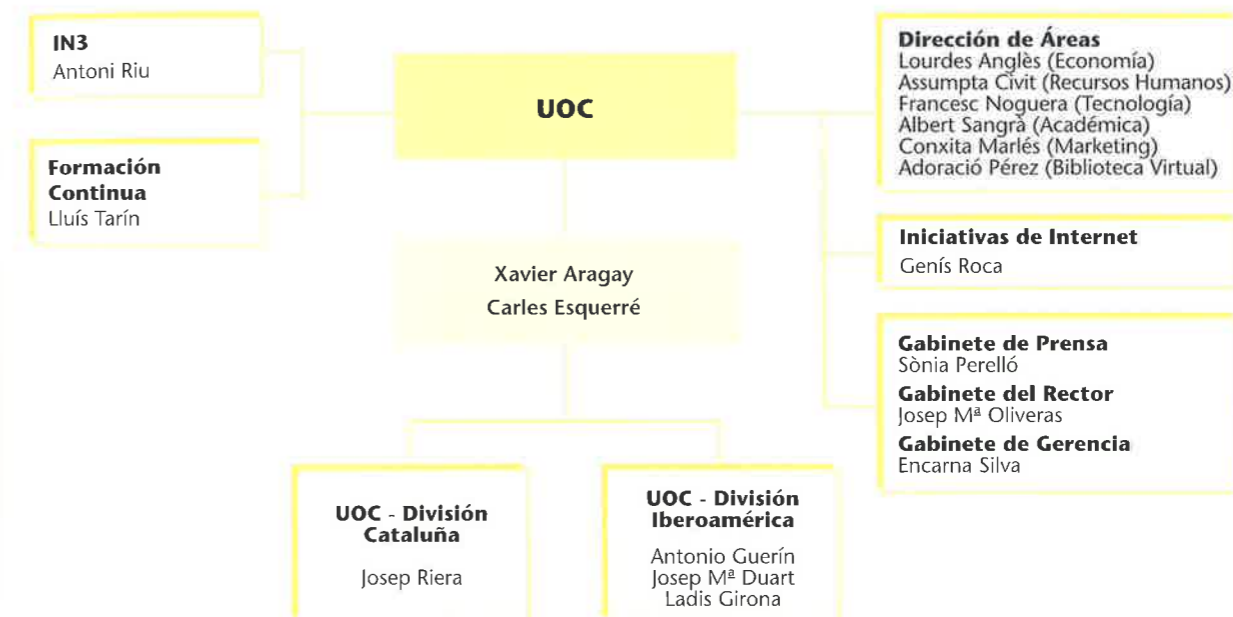 IN3
Antoni Riu
Formación
Continua
Lluís Tarín
UOC
Xavier Aragay
Carles Esquerré
UOC - División
Cataluña
Josep Riera
UOC - División
Iberoamérica
Antonio Guerín
Josep Mª Duart
Ladis Girona
Dirección de Áreas
Lourdes Anglès (Economía)
Assumpta Civit (Recursos Humanos)
Francesc Noguera (Tecnología)
Albert Sangrà (Académica)
Conxita Marlés (Marketing)
Adoració Pérez (Biblioteca Virtual)
Iniciativas de Internet
Genís Roca
Gabinete de Prensa
Sònia Perelló
Gabinete del Rector
Josep Mª Oliveras
Gabinete de Gerencia
Encarna Silva